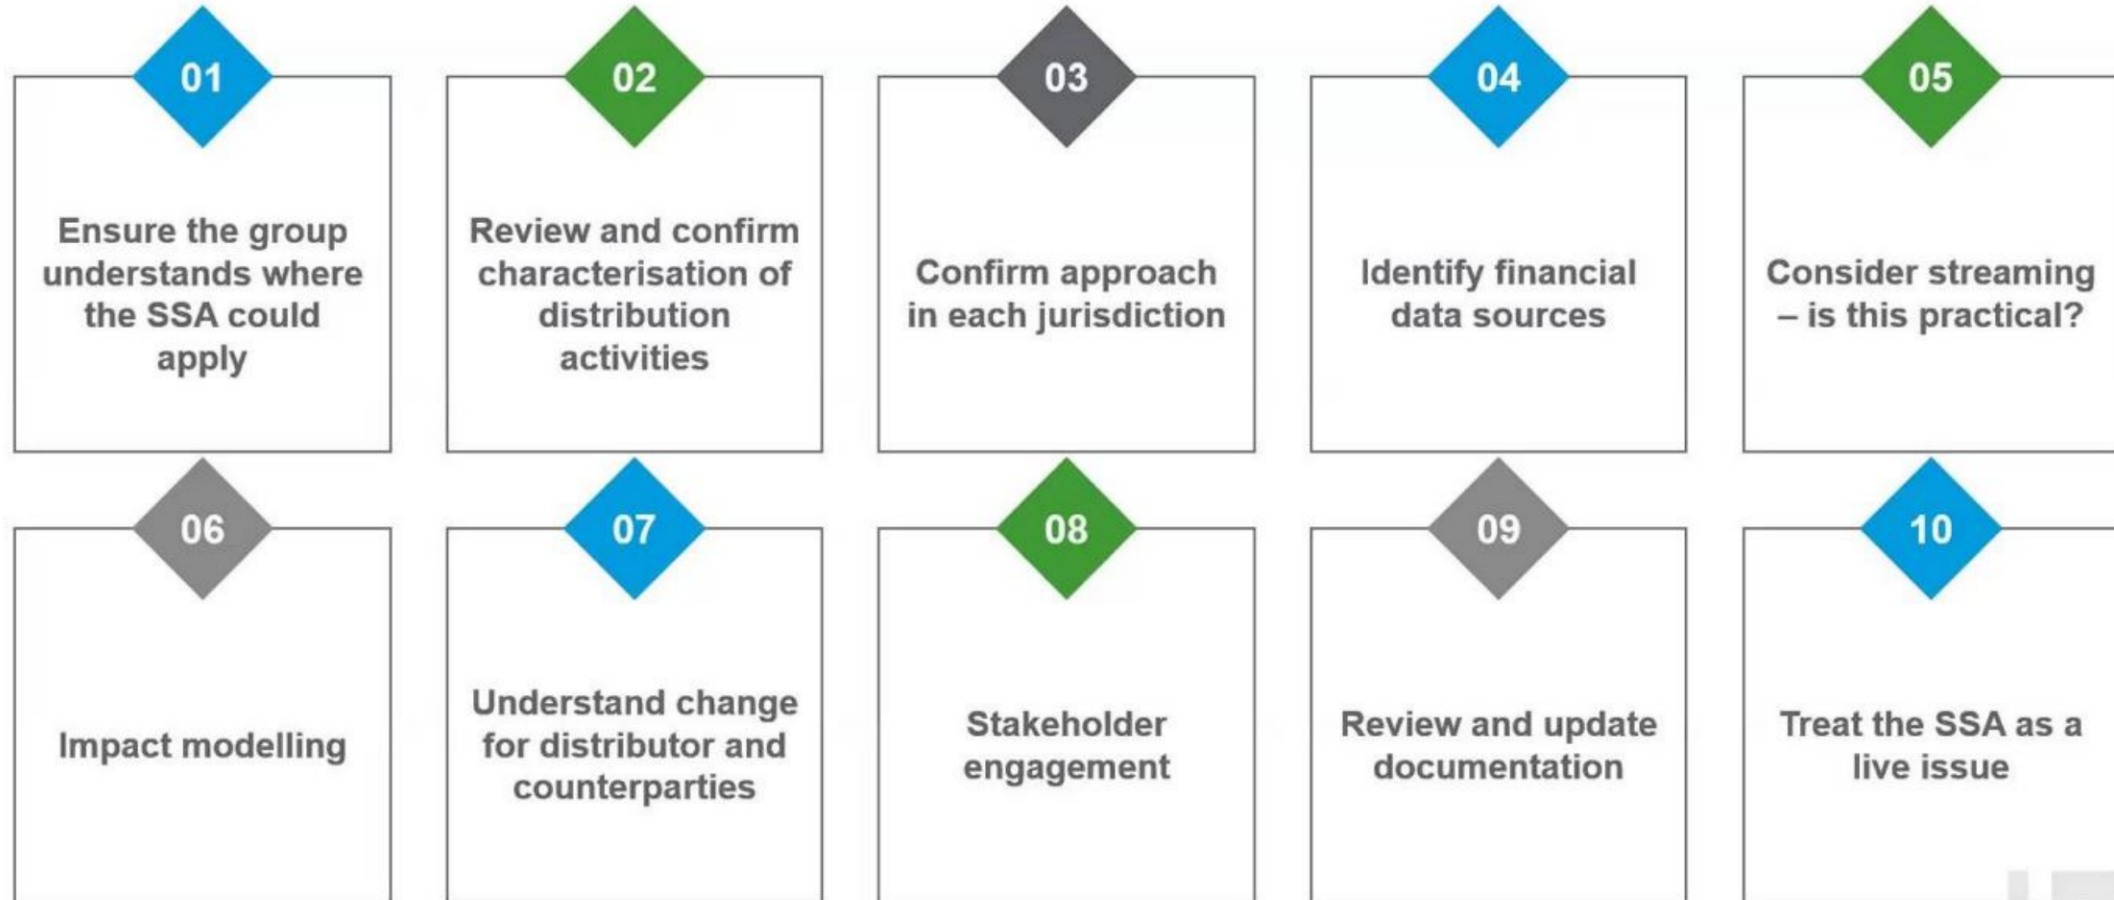 01
Ensure the group
understands where
the SSA could
apply
02
Review and confirm
characterisation of
distribution
activities
03
Confirm approach
in each jurisdiction
04
Identify financial
data sources
05
Consider streaming
– is this practical?
06
Impact modelling
07
Understand change
for distributor and
counterparties
08
Stakeholder
engagement
09
Review and update
documentation
10
Treat the SSA as a
live issue